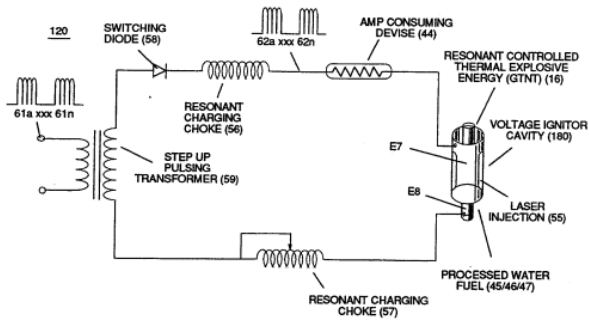 120
SWITCHING
DIODE (58)
62a xxx 62n
AMP CONSUMING
DEVISE (44)
RESONANT CONTROLLED
THERMAL EXPLOSIVE
ENERGY (GTNT) (16)
61a xxx 61n
RESONANT
CHARGING
CHOKE (56)
VOLTAGE IGNITOR
CAVITY (180)
E7
STEP UP
PULSING
TRANSFORMER (59)
E8
LASER
INJECTION (55)
PROCESSED WATER
FUEL (45/46/47)
RESONANT CHARGING
CHOKE (57)